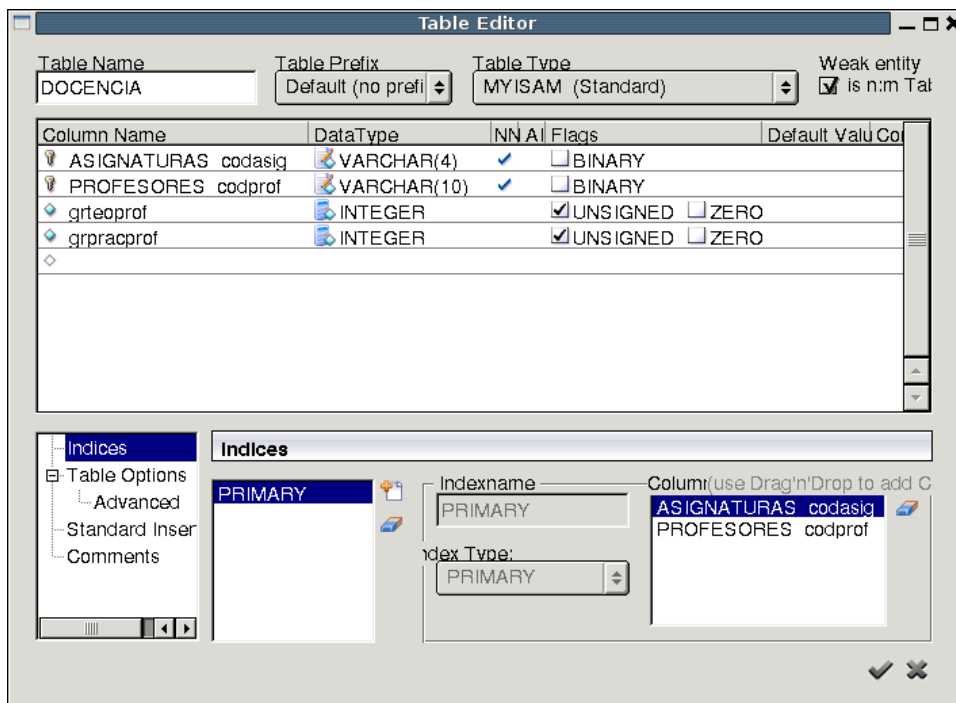 Table Editor
Table Name Table Prefix Table Type Weak entity
DOCENCIA Default (no prefi MYISAM (Standard) is n:m Tal
Column Name DataType NN AI Flags Default Valu Coi
ASIGNATURAS codasig VARCHAR(4) BINARY
PROFESORES codprof VARCHAR(10) BINARY
grteoprof INTEGER UNSIGNED ZERO
grpracprof INTEGER UNSIGNED ZERO
Indices
Table Options
Advanced
Standard Inser
Comments
Indices
PRIMARY
Indexname
PRIMARY
ndex Type:
PRIMARY
Column (use Drag'n'Drop to add C
ASIGNATURAS codasig
PROFESORES codprof